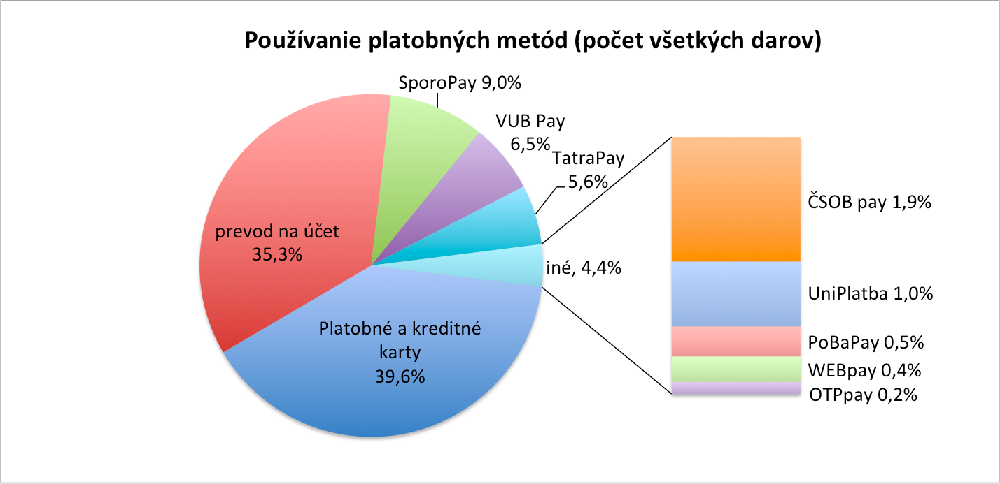 Používanie platobných metód (počet všetkých darov)
SporoPay 9,0%
VUB Pay
6,5%
TatraPay
5,6%
iné, 4,4%
prevod na účet
35,3%
Platobné a kreditné
karty
39,6%
ČSOB pay 1,9%
UniPlatba 1,0%
PoBaPay 0,5%
WEBpay 0,4%
OTPpay 0,2%